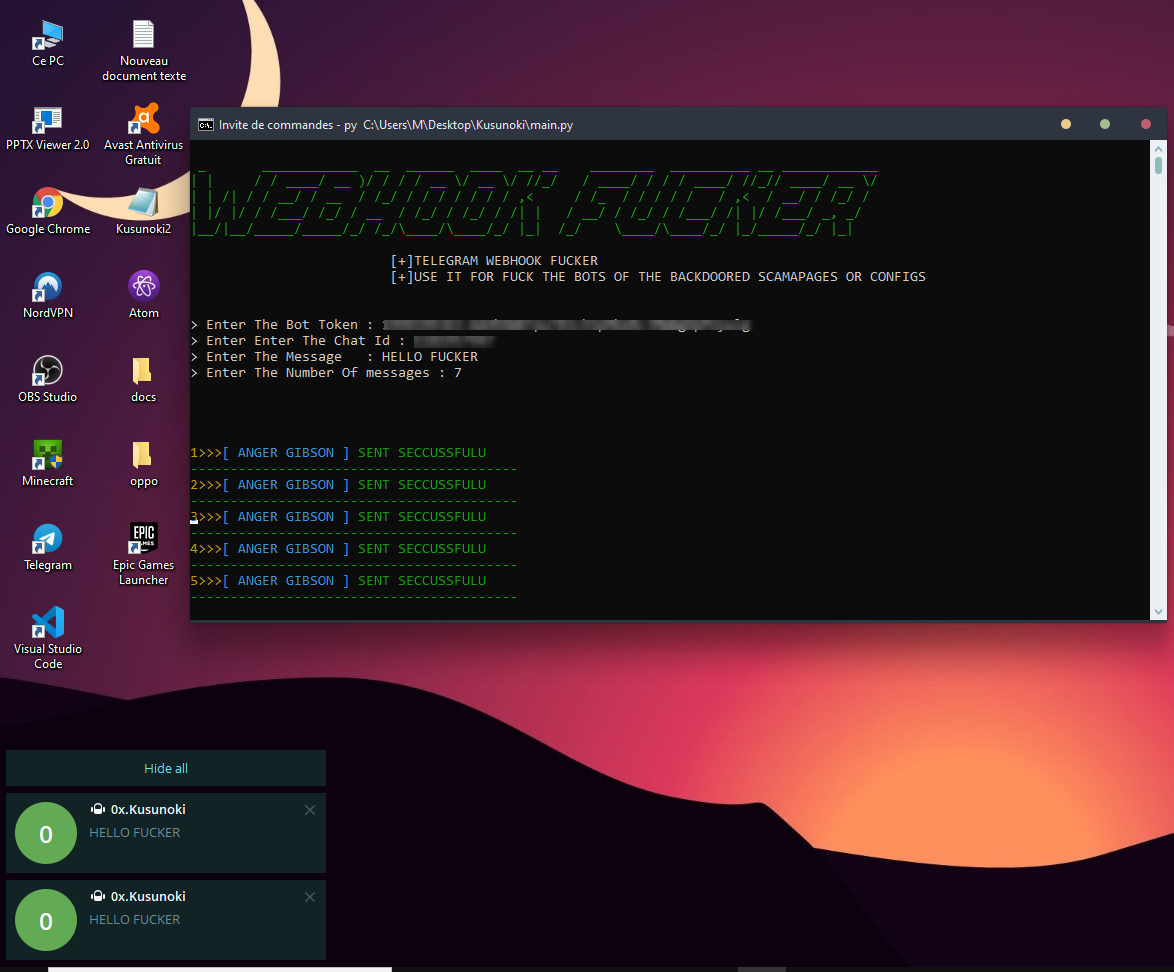 Ce PC
Nouveau
document texte
PPTX Viewer 2.0
Avast Antivirus
Gratuit
Google Chrome
Kusunoki2
NordVPN
Atom
OBS Studio
docs
Minecraft
oppo
Telegram
EPIC
GAMES
Epic Games
Launcher
Visual Studio
Code
C:\.
Invite de commandes - py C:\Users\M\Desktop\Kusunoki\main.py
WEBHOOK FUCKER
[+]TELEGRAM WEBHOOK FUCKER
[+]USE IT FOR FUCK THE BOTS OF THE BACKDOORED SCAMAPAGES OR CONFIGS
> Enter The Bot Token :
> Enter Enter The Chat Id :
> Enter The Message : HELLO FUCKER
> Enter The Number Of messages : 7
1>>>[ ANGER GIBSON ] SENT SECCUSSFULU
---------------------------------------
2>>>[ ANGER GIBSON ] SENT SECCUSSFULU
---------------------------------------
3>>>[ ANGER GIBSON ] SENT SECCUSSFULU
---------------------------------------
4>>>[ ANGER GIBSON ] SENT SECCUSSFULU
---------------------------------------
5>>>[ ANGER GIBSON ] SENT SECCUSSFULU
---------------------------------------
Hide all
0
0x.Kusunoki
HELLO FUCKER
0
0x.Kusunoki
HELLO FUCKER